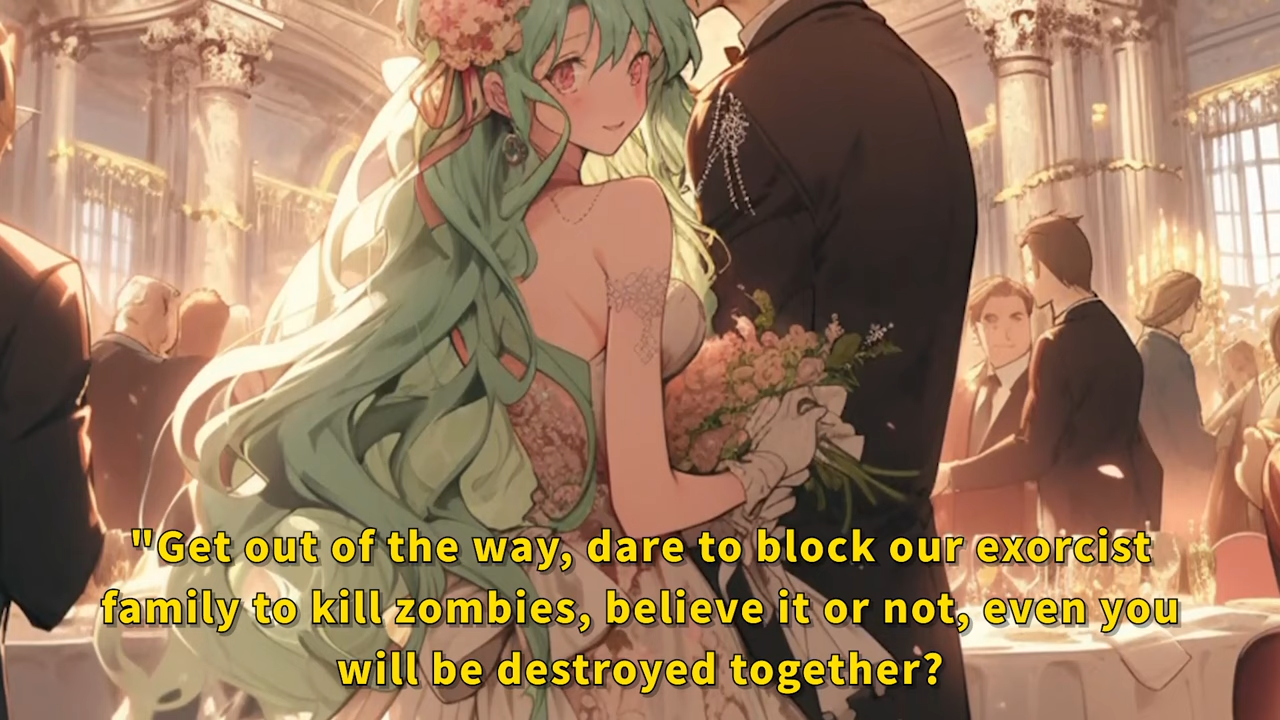 "Get out of the way, dare to block our exorcist
family to kill zombies, believe it or not, even you
will be destroyed together?